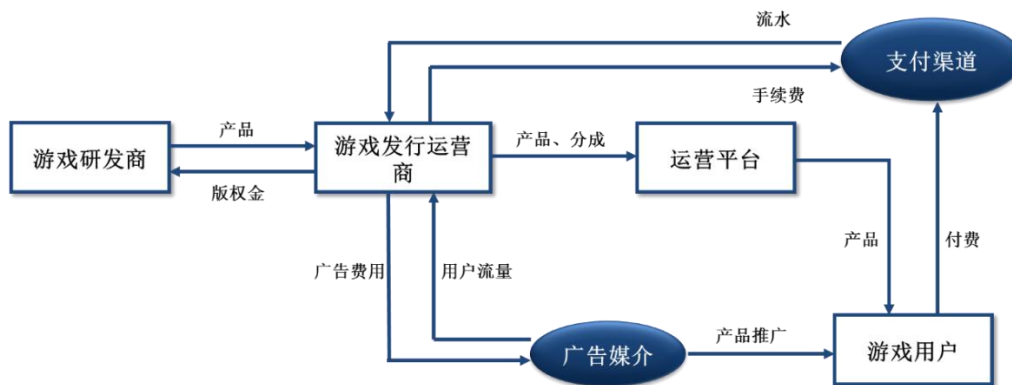 流水
支付渠道
手续费
产品
游戏研发商
版权金
游戏发行运营
商
产品、分成
运营平台
产品
付费
广告费用
用户流量
广告媒介
产品推广
游戏用户